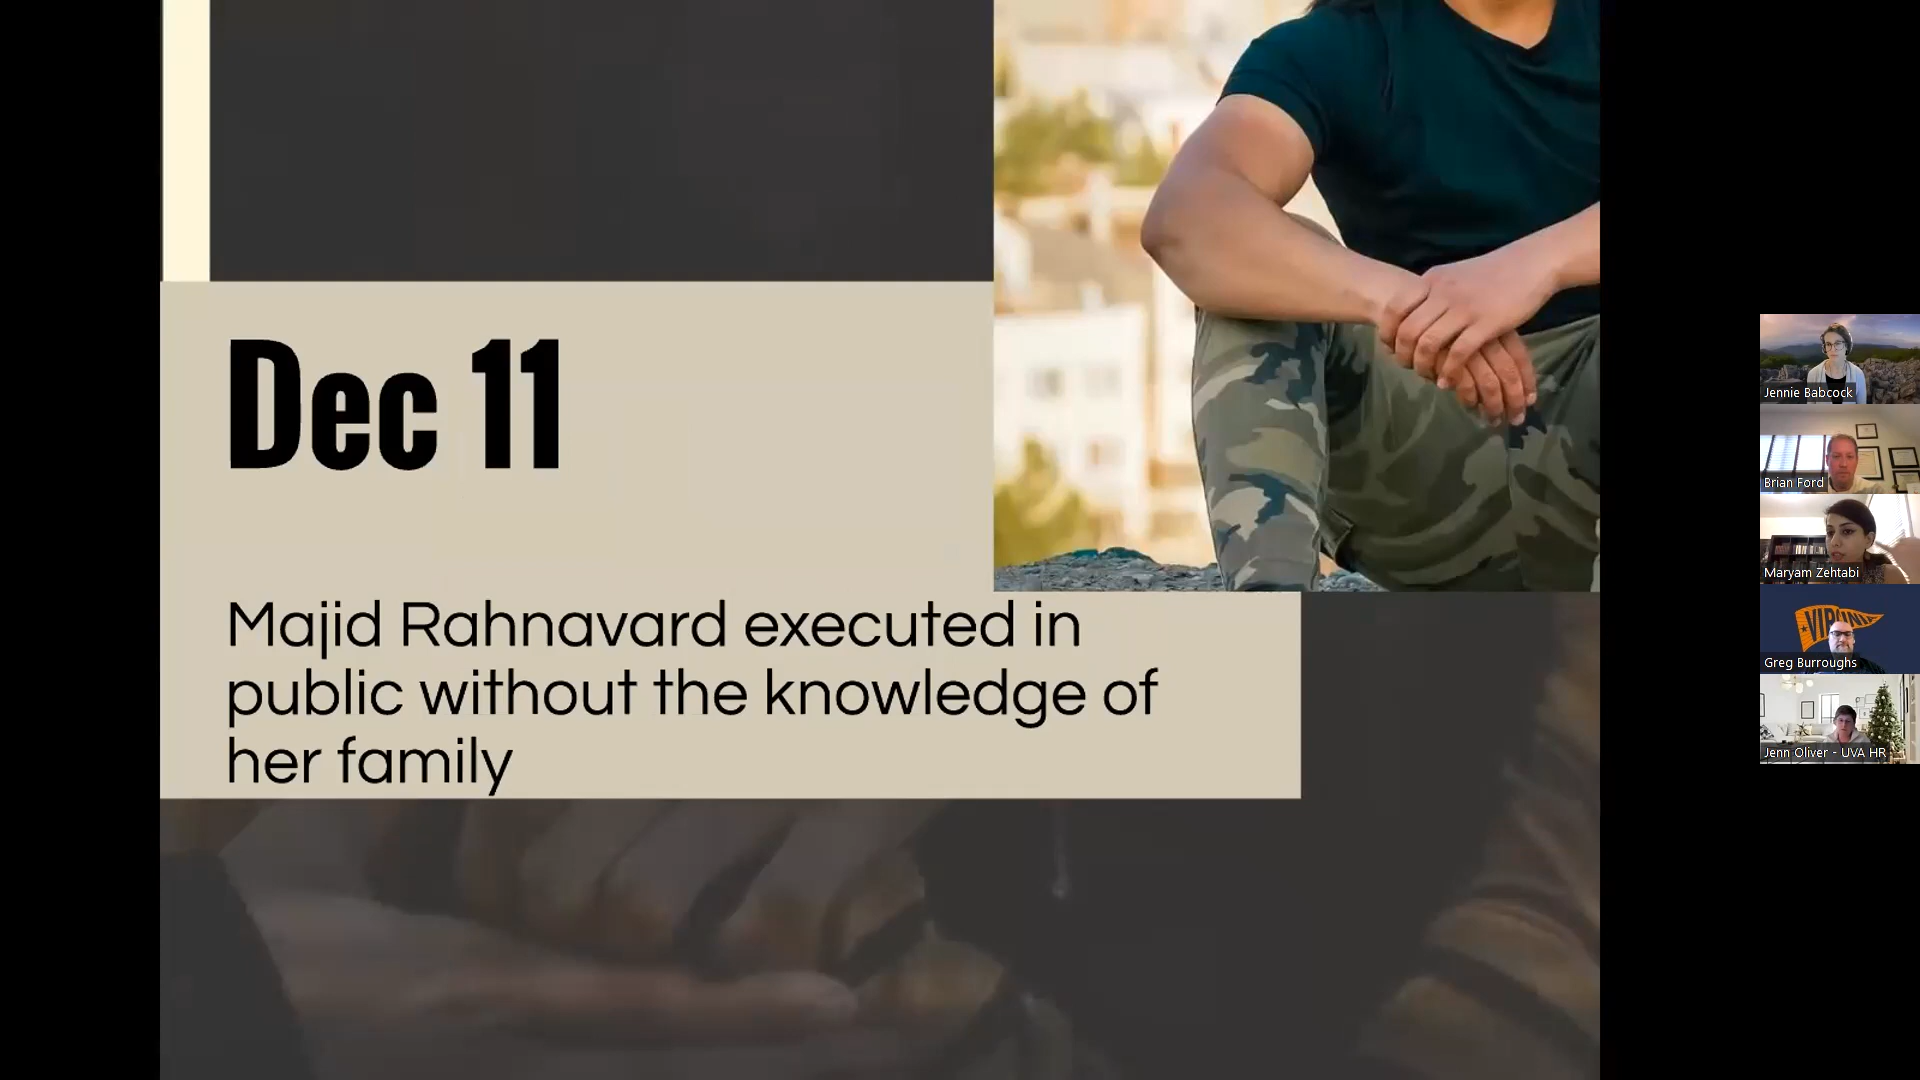 Dec 11
Majid Rahnavard executed in
public without the knowledge of
her family
Jennie Babcock
Brian Ford
Maryam Zehtabi
VIRGINIA
Greg Burroughs
Jenn Oliver - UVA HR